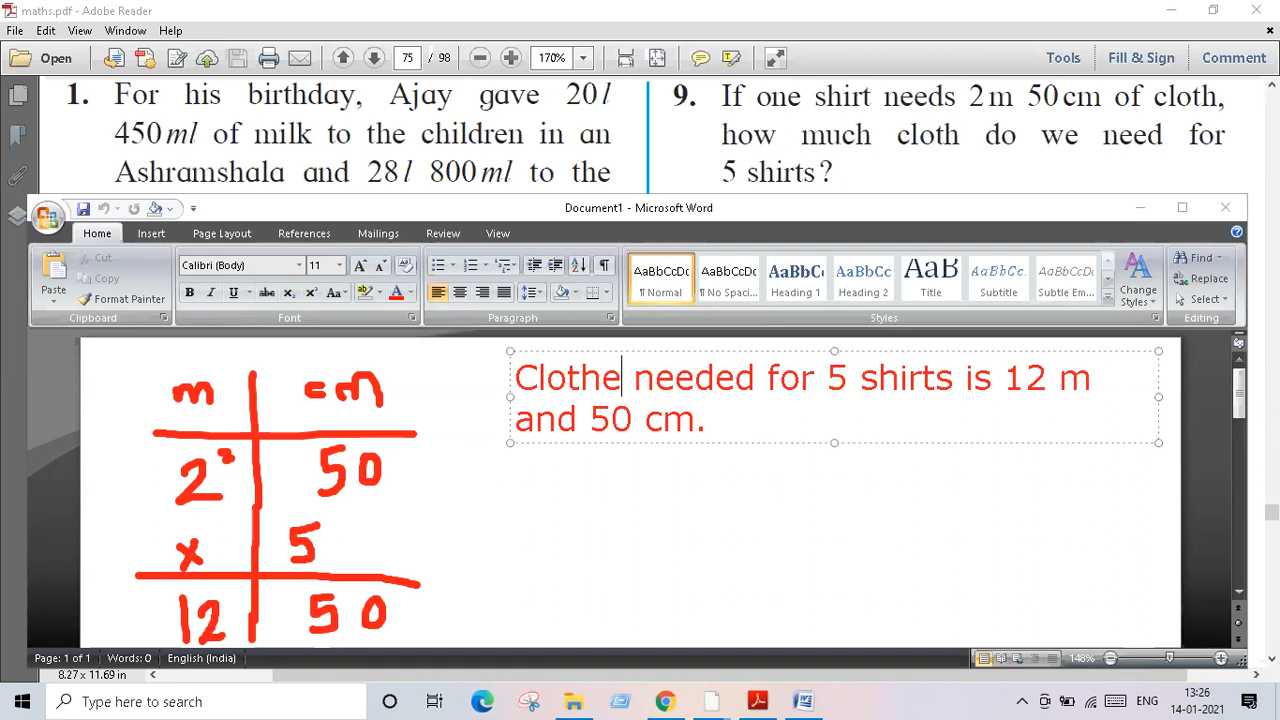 maths.pdf - Adobe Reader
File Edit View Window Help
Open 75 / 98 170% Tools Fill & Sign Comment
1. For his birthday, Ajay gave 20 l
450 ml of milk to the children in an
Ashramshala and 28 l 800 ml to the
9. If one shirt needs 2 m 50 cm of cloth,
how much cloth do we need for
5 shirts?
Document1 - Microsoft Word
Home Insert Page Layout References Mailings Review View
Paste
Cut
Copy
Format Painter
Clipboard
Calibri (Body) 11
B I U abc x₂ x² Aa
Font
Paragraph
AaBbCcDc AaBbCcDc AaBbCc AaBbCc AaB AaBbCc. AaBbCcDc
¶ Normal ¶ No Spaci... Heading 1 Heading 2 Title Subtitle Subtle Em...
Change
Styles
Styles
Find
Replace
Select
Editing
m cm
2² 50
x 5
12 50
Clothe needed for 5 shirts is 12 m
and 50 cm.
Page: 1 of 1 Words: 0 English (India) 148%
8.27 x 11.69 in
Type here to search
ENG
13:26
14-01-2021